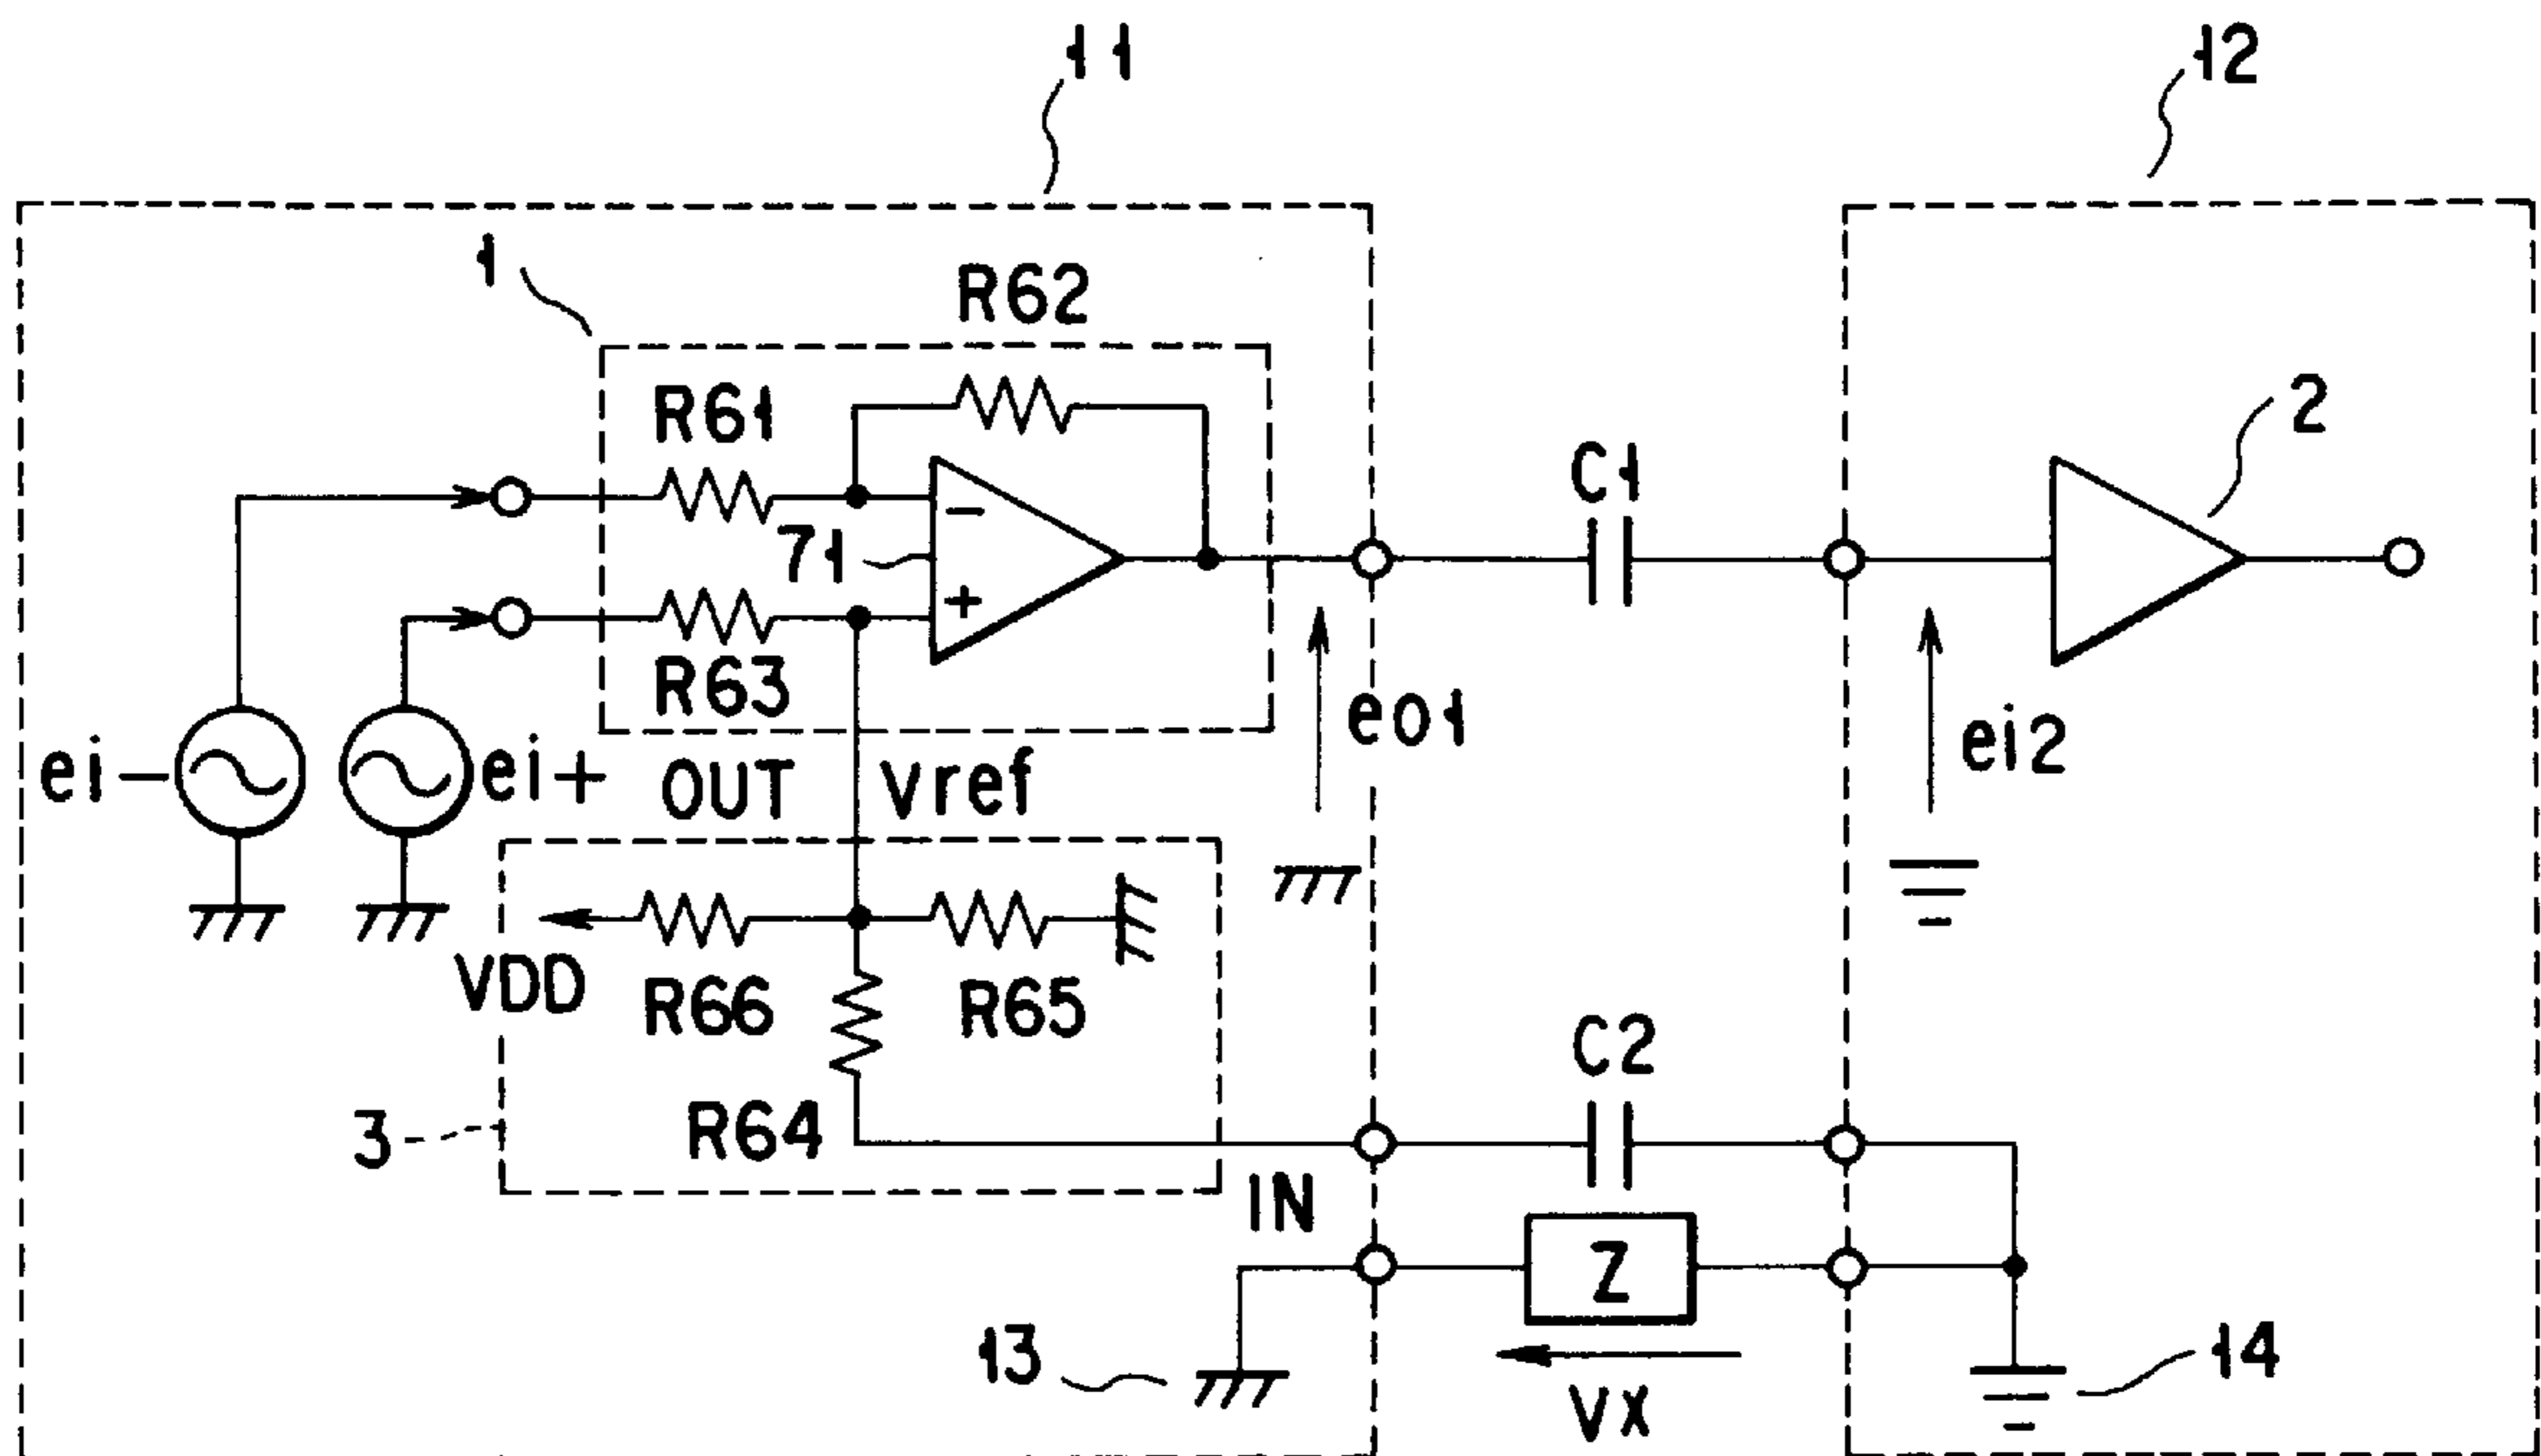 11
12
1
R62
R61
2
C1
71
−
+
R63
eo1
ei−
ei+
OUT
Vref
ei2
VDD
R66
R65
C2
3
R64
IN
Z
13
14
VX